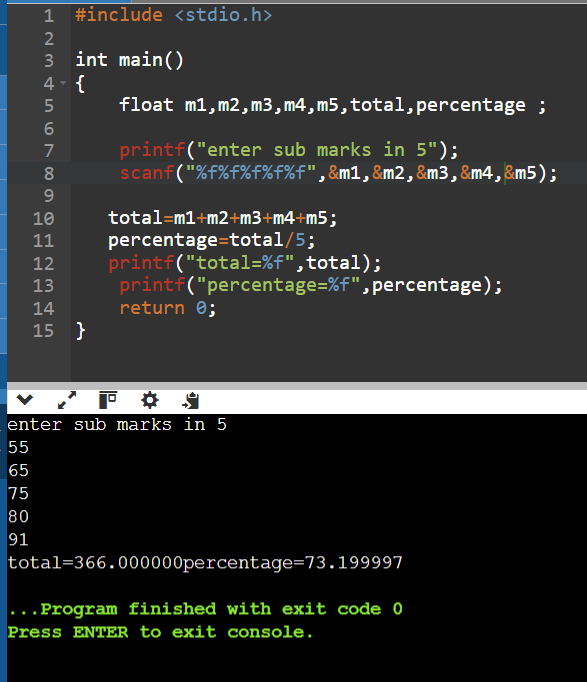 1 #include <stdio.h>
2
3 int main()
4 {
5 float m1,m2,m3,m4,m5,total,percentage ;
6
7 printf("enter sub marks in 5");
8 scanf("%f%f%f%f%f",&m1,&m2,&m3,&m4,&m5);
9
10 total=m1+m2+m3+m4+m5;
11 percentage=total/5;
12 printf("total=%f",total);
13 printf("percentage=%f",percentage);
14 return 0;
15 }
enter sub marks in 5
55
65
75
80
91
total=366.000000percentage=73.199997
...Program finished with exit code 0
Press ENTER to exit console.